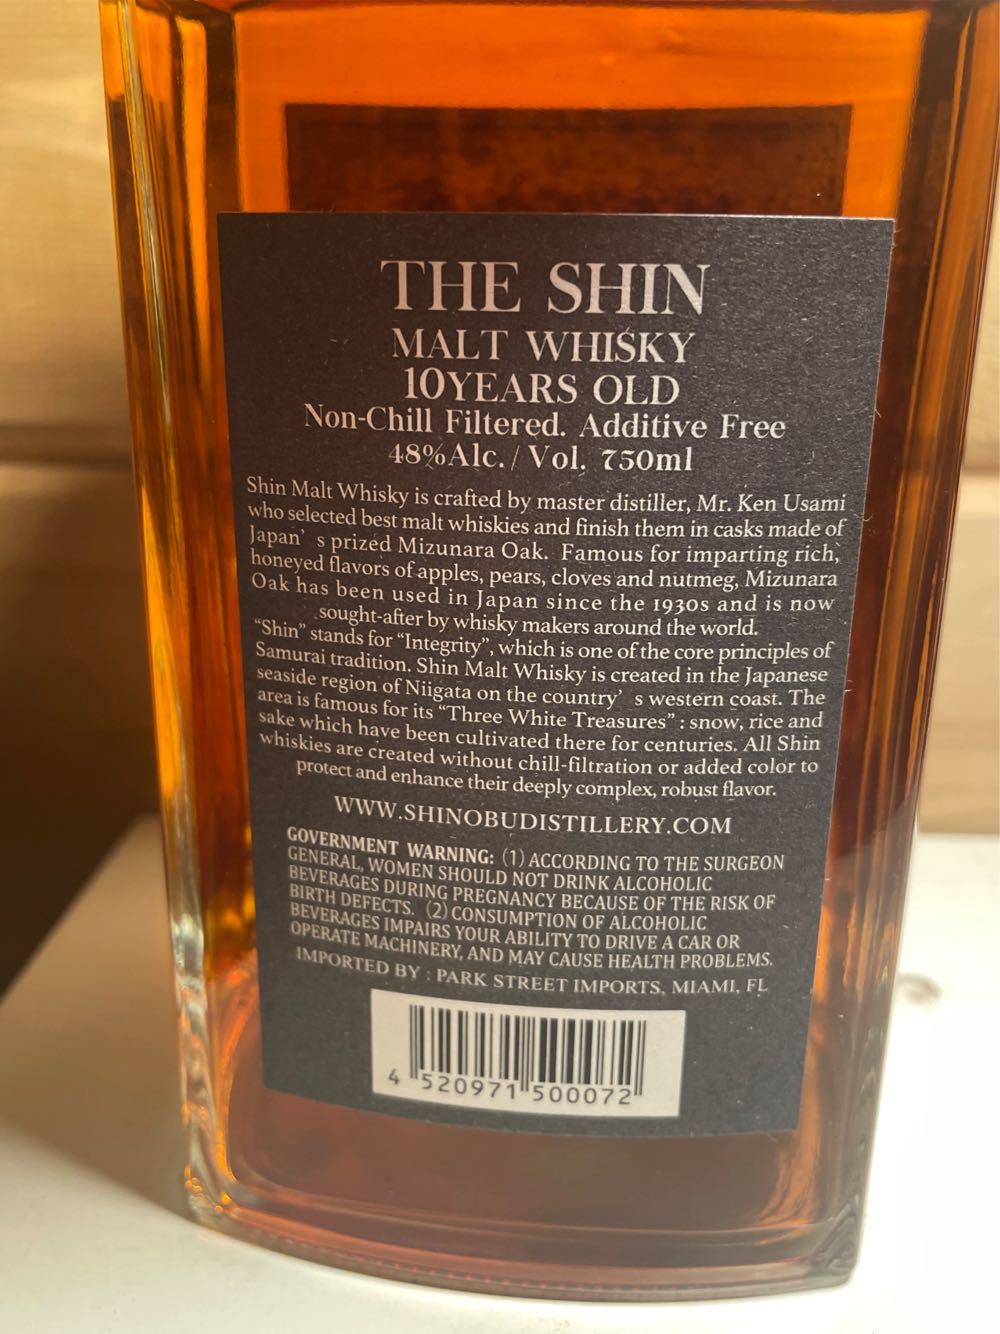 THE SHIN
MALT WHISKY
10YEARS OLD
Non-Chill Filtered. Additive Free
48%Alc./Vol. 750ml
Shin Malt Whisky is crafted by master distiller, Mr. Ken Usami
who selected best malt whiskies and finish them in casks made of
Japan’ s prized Mizunara Oak. Famous for imparting rich,
honeyed flavors of apples, pears, cloves and nutmeg, Mizunara
Oak has been used in Japan since the 1930s and is now
sought-after by whisky makers around the world.
“Shin” stands for “Integrity”, which is one of the core principles of
Samurai tradition. Shin Malt Whisky is created in the Japanese
seaside region of Niigata on the country’ s western coast. The
area is famous for its “Three White Treasures” : snow, rice and
sake which have been cultivated there for centuries. All Shin
whiskies are created without chill-filtration or added color to
protect and enhance their deeply complex, robust flavor.
WWW.SHINOBUDISTILLERY.COM
GOVERNMENT WARNING: (1) ACCORDING TO THE SURGEON
GENERAL, WOMEN SHOULD NOT DRINK ALCOHOLIC
BEVERAGES DURING PREGNANCY BECAUSE OF THE RISK OF
BIRTH DEFECTS. (2) CONSUMPTION OF ALCOHOLIC
BEVERAGES IMPAIRS YOUR ABILITY TO DRIVE A CAR OR
OPERATE MACHINERY, AND MAY CAUSE HEALTH PROBLEMS.
IMPORTED BY : PARK STREET IMPORTS, MIAMI, FL
4 520971 500072